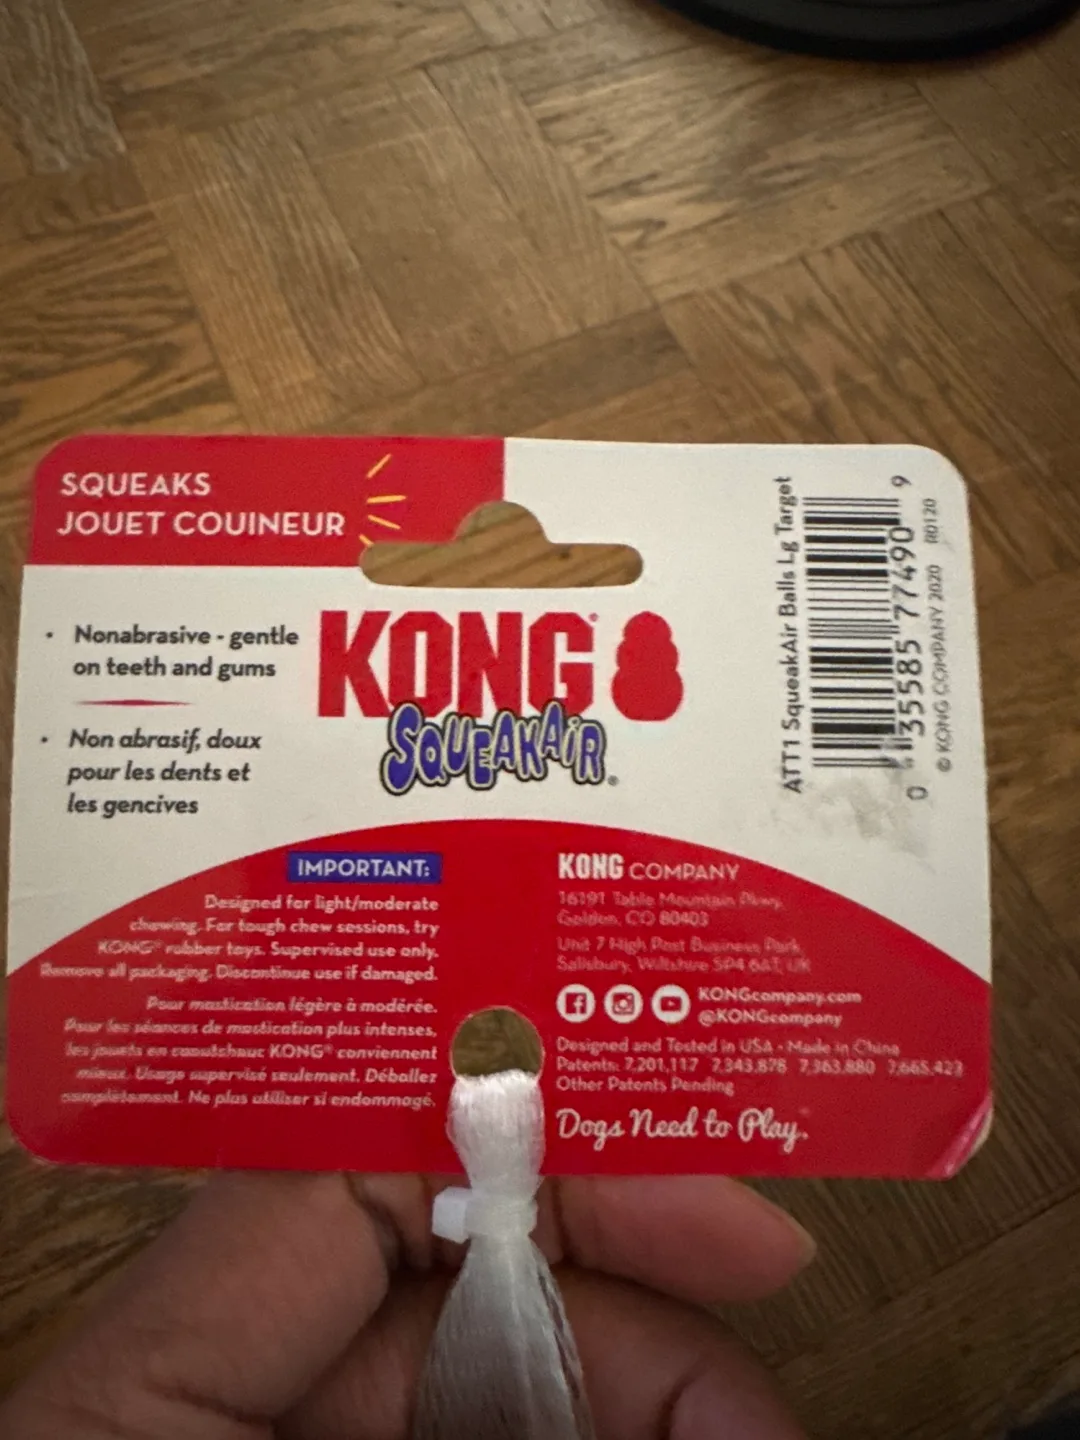 SQUEAKS
JOUET COUINEUR
• Nonabrasive - gentle
on teeth and gums
• Non abrasif, doux
pour les dents et
les gencives
KONG®
SQUEAKAIR®
ATT1 SqueakAir Balls Lg Target
0 35585 77490 9
© KONG COMPANY 2020 R0120
IMPORTANT:
Designed for light/moderate
chewing. For tough chew sessions, try
KONG® rubber toys. Supervised use only.
Remove all packaging. Discontinue use if damaged.
Pour mastication légère à modérée.
Pour les séances de mastication plus intenses,
les jouets en caoutchouc KONG® conviennent
mieux. Usage supervisé seulement. Déballez
complètement. Ne plus utiliser si endommagé.
KONG COMPANY
16191 Table Mountain Pkwy.
Golden, CO 80403
Unit 7 High Post Business Park
Salisbury, Wiltshire SP4 6AT, UK
KONGcompany.com
@KONGcompany
Designed and Tested in USA • Made in China
Patents: 7,201,117 7,343,878 7,363,880 7,665,423
Other Patents Pending
Dogs Need to Play.™